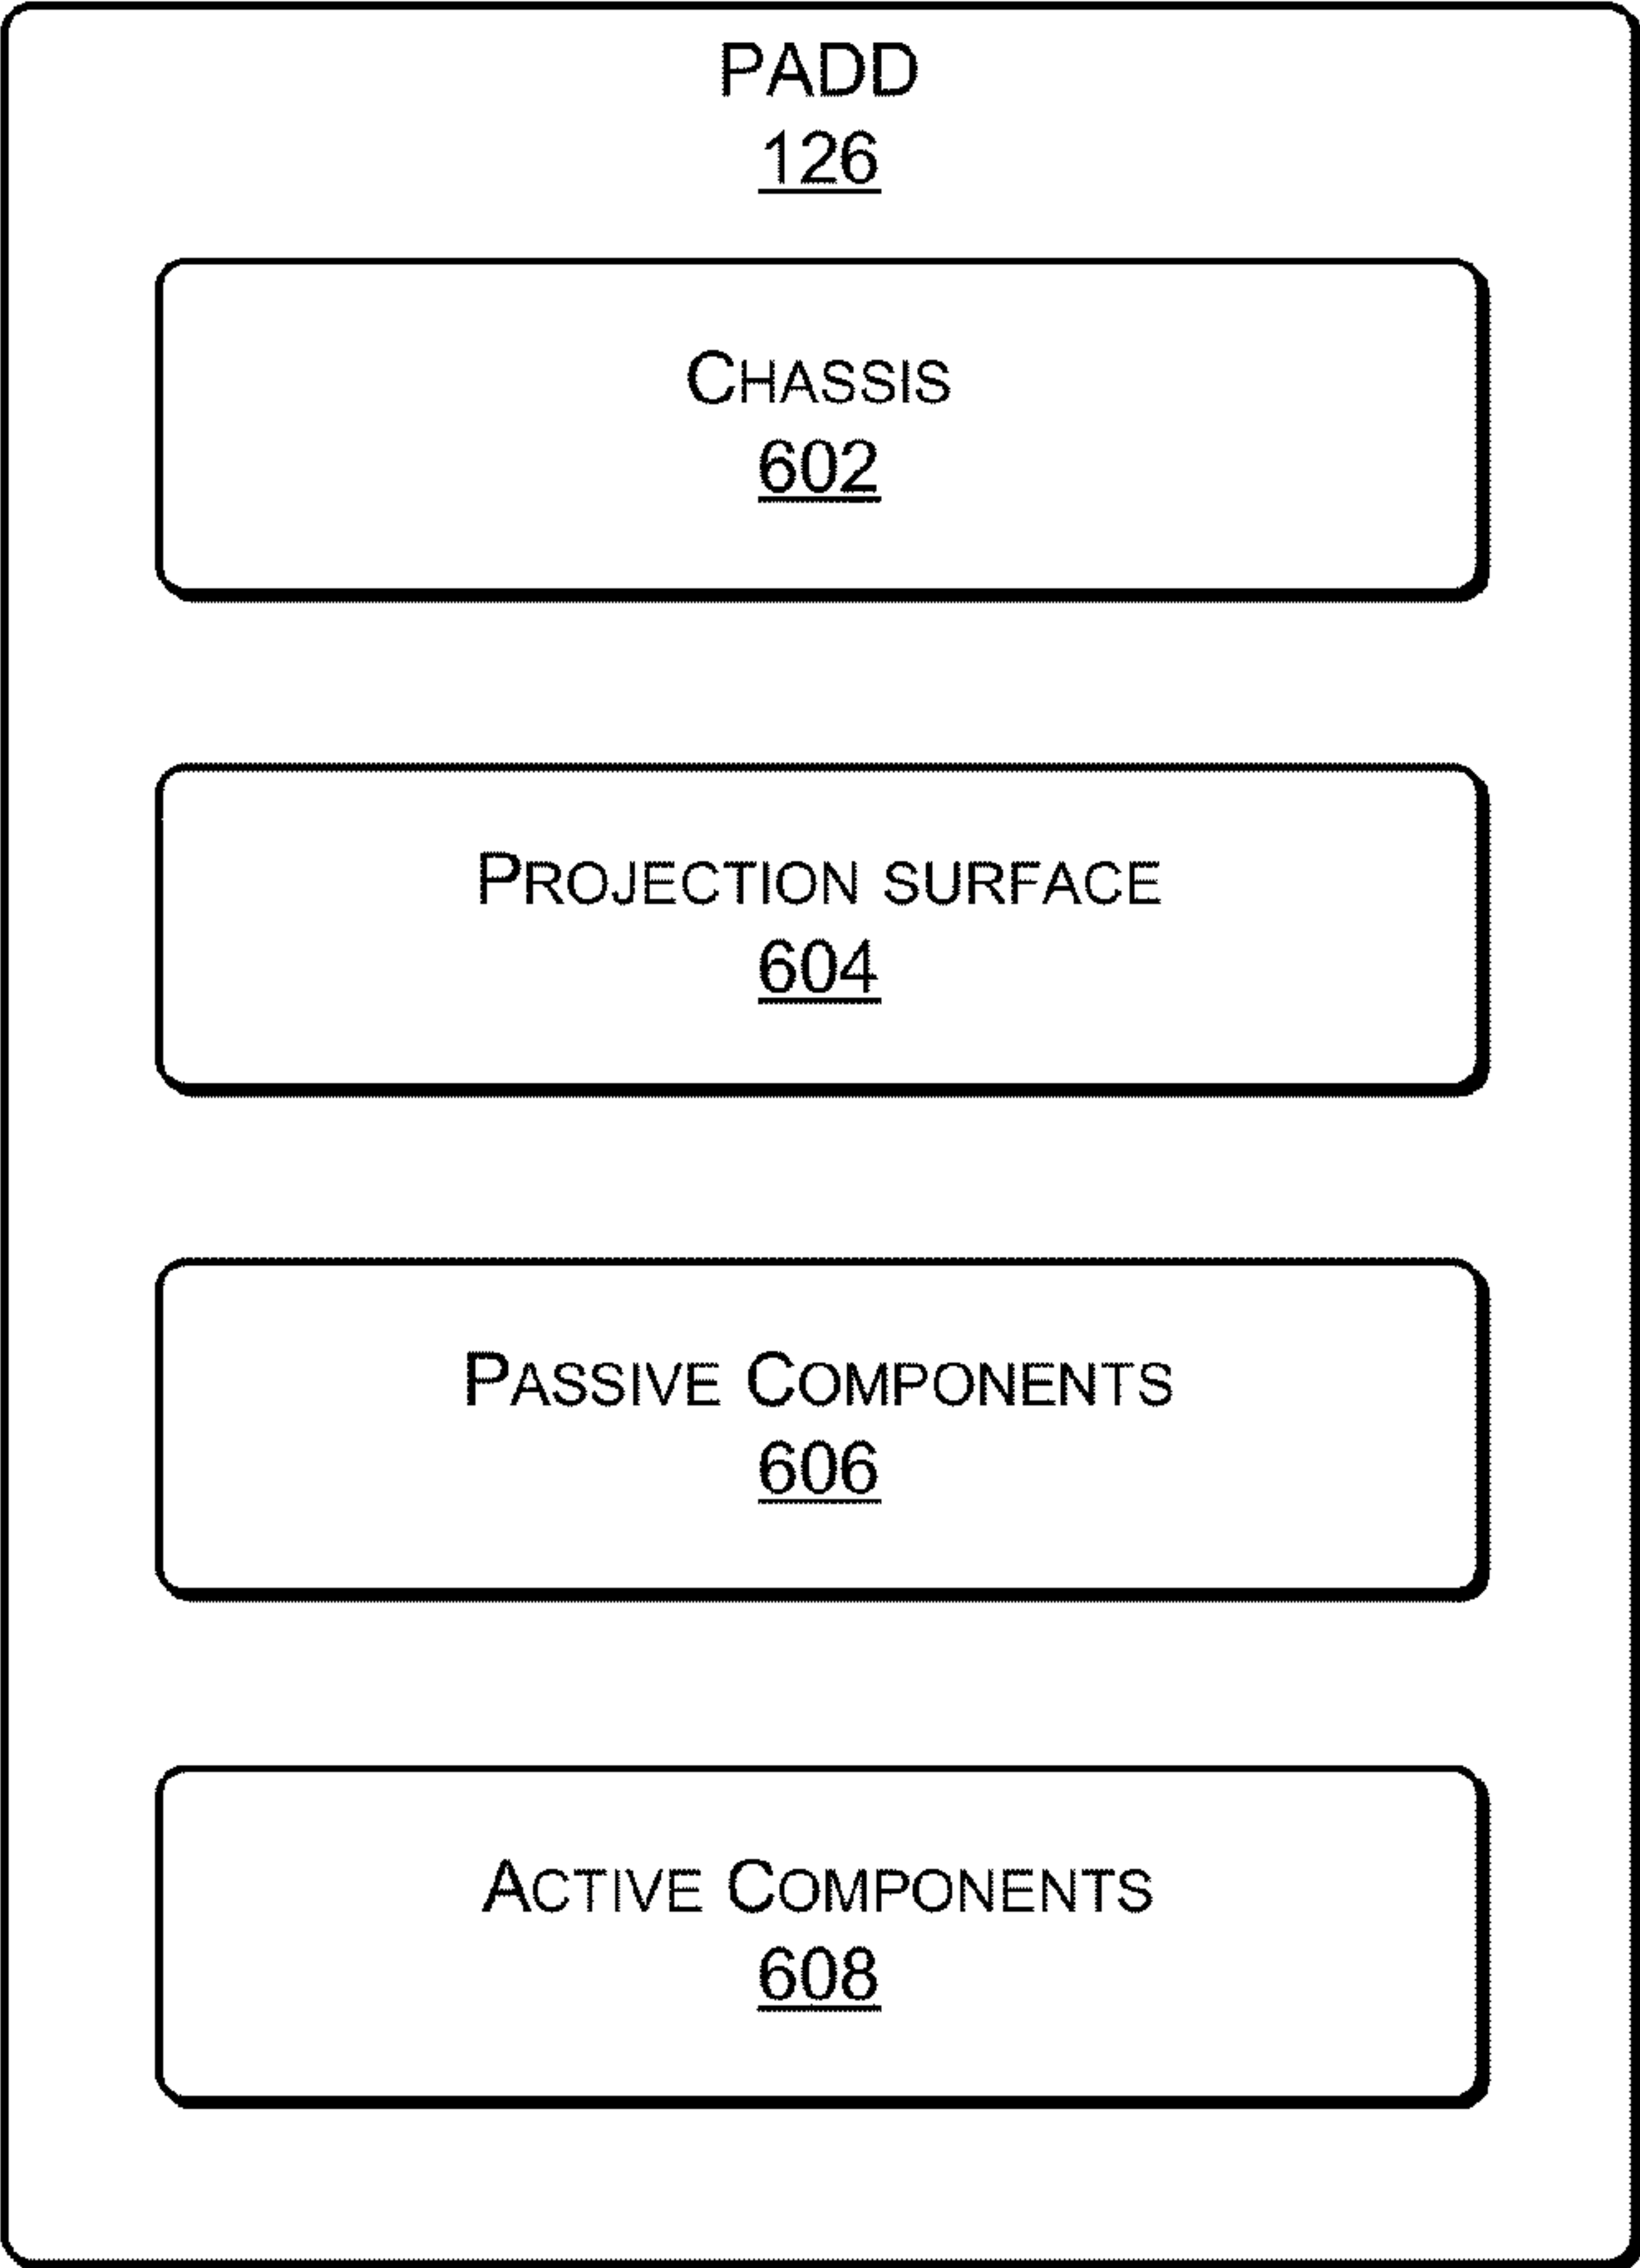 PADD
126
CHASSIS
602
PROJECTION SURFACE
604
PASSIVE COMPONENTS
606
ACTIVE COMPONENTS
608